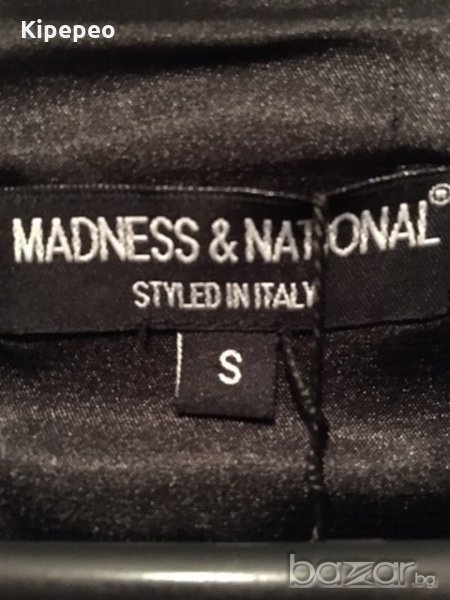 Kipepeo
MADNESS & NATIONAL®
STYLED IN ITALY
S
bazar.bg